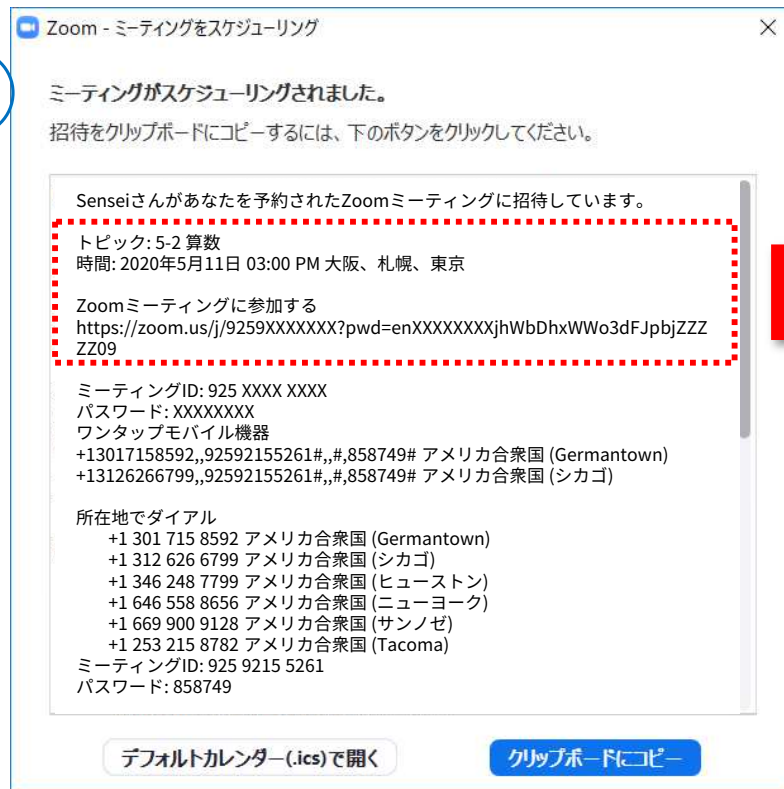 Zoom - ミーティングをスケジューリング
ミーティングがスケジューリングされました。
招待をクリップボードにコピーするには、下のボタンをクリックしてください。
Senseiさんがあなたを予約されたZoomミーティングに招待しています。
トピック: 5-2 算数
時間: 2020年5月11日 03:00 PM 大阪、札幌、東京
Zoomミーティングに参加する
https://zoom.us/j/9259XXXXXXX?pwd=enXXXXXXXXjhWbDhxWWo3dFJpbjZZZ
ZZ09
ミーティングID: 925 XXXX XXXX
パスワード: XXXXXXXX
ワンタップモバイル機器
+13017158592,,92592155261#,,#,858749# アメリカ合衆国 (Germantown)
+13126266799,,92592155261#,,#,858749# アメリカ合衆国 (シカゴ)
所在地でダイアル
+1 301 715 8592 アメリカ合衆国 (Germantown)
+1 312 626 6799 アメリカ合衆国 (シカゴ)
+1 346 248 7799 アメリカ合衆国 (ヒューストン)
+1 646 558 8656 アメリカ合衆国 (ニューヨーク)
+1 669 900 9128 アメリカ合衆国 (サンノゼ)
+1 253 215 8782 アメリカ合衆国 (Tacoma)
ミーティングID: 925 9215 5261
パスワード: 858749
デフォルトカレンダー(.ics)で開く
クリップボードにコピー